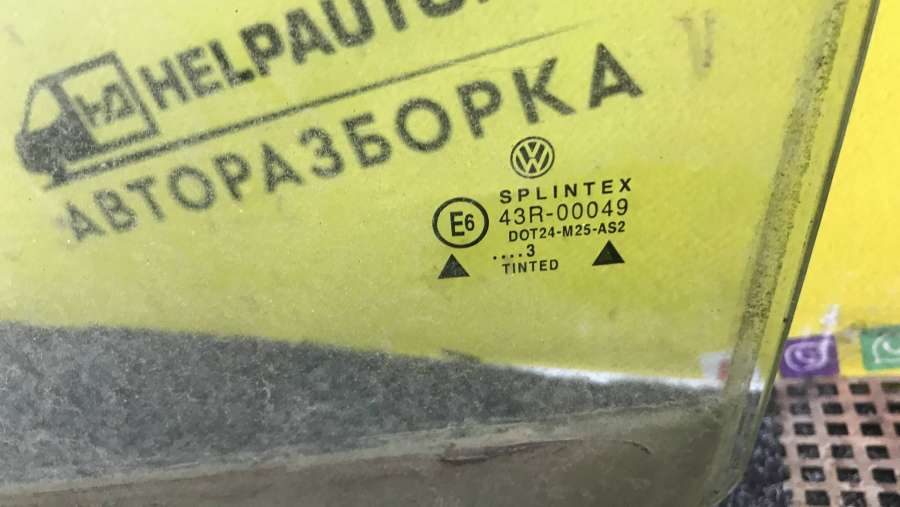 HELPAUTO
АВТОРАЗБОРКА
SPLINTEX
E6
43R-00049
DOT24-M25-AS2
....3
TINTED